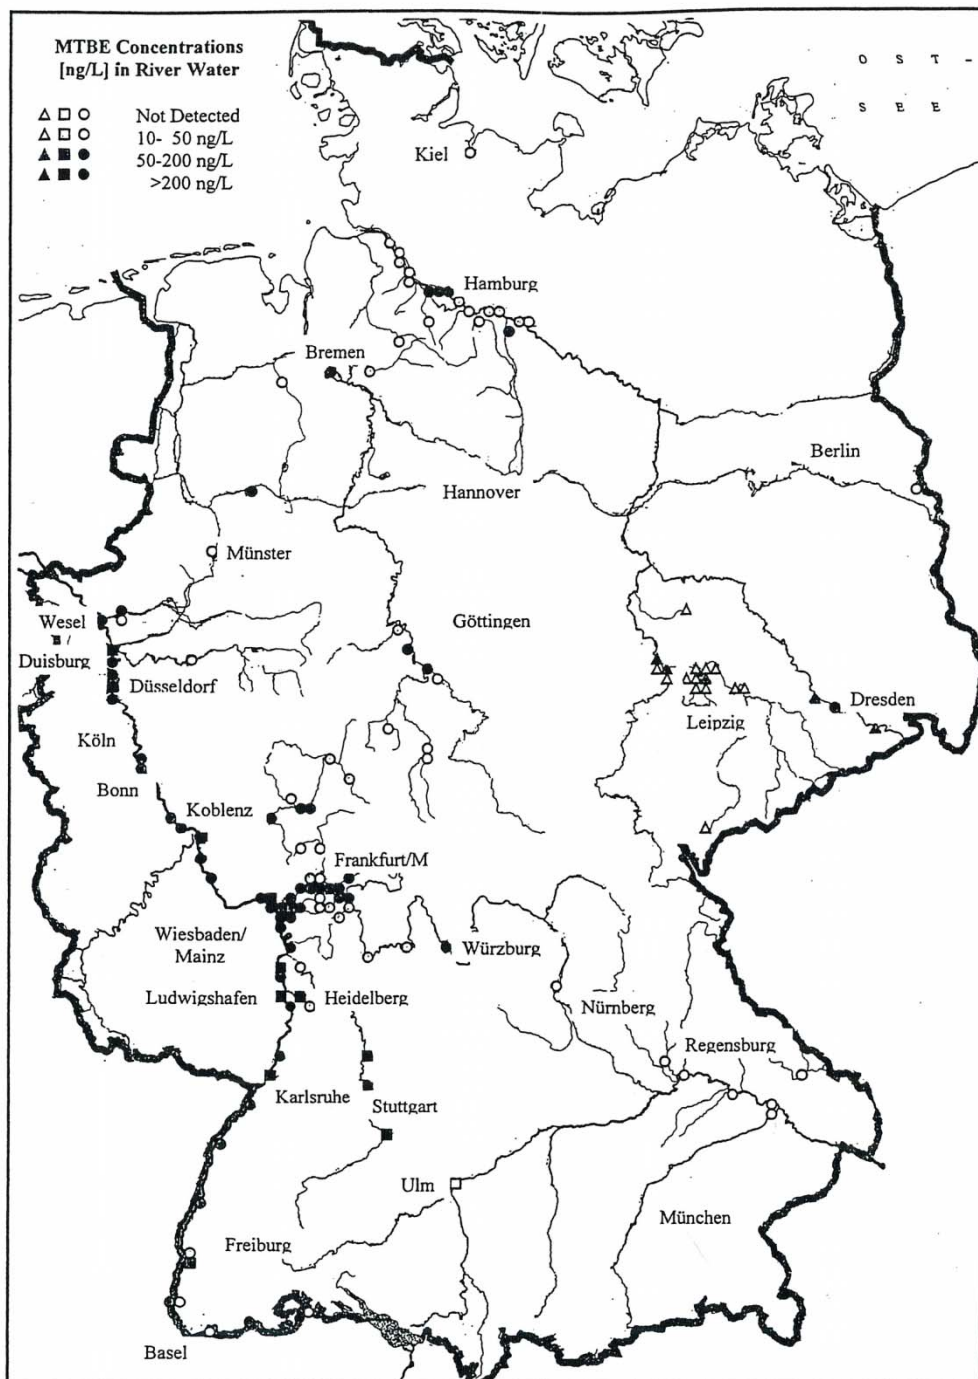 MTBE Concentrations
[ng/L] in River Water
Not Detected
10- 50 ng/L
50-200 ng/L
>200 ng/L
O S T -
S E E
Kiel
Hamburg
Bremen
Berlin
Hannover
Münster
Wesel
Göttingen
Duisburg
Düsseldorf
Dresden
Leipzig
Köln
Bonn
Koblenz
Frankfurt/M
Wiesbaden/
Mainz
Würzburg
Ludwigshafen
Heidelberg
Nürnberg
Regensburg
Karlsruhe
Stuttgart
Ulm
München
Freiburg
Basel